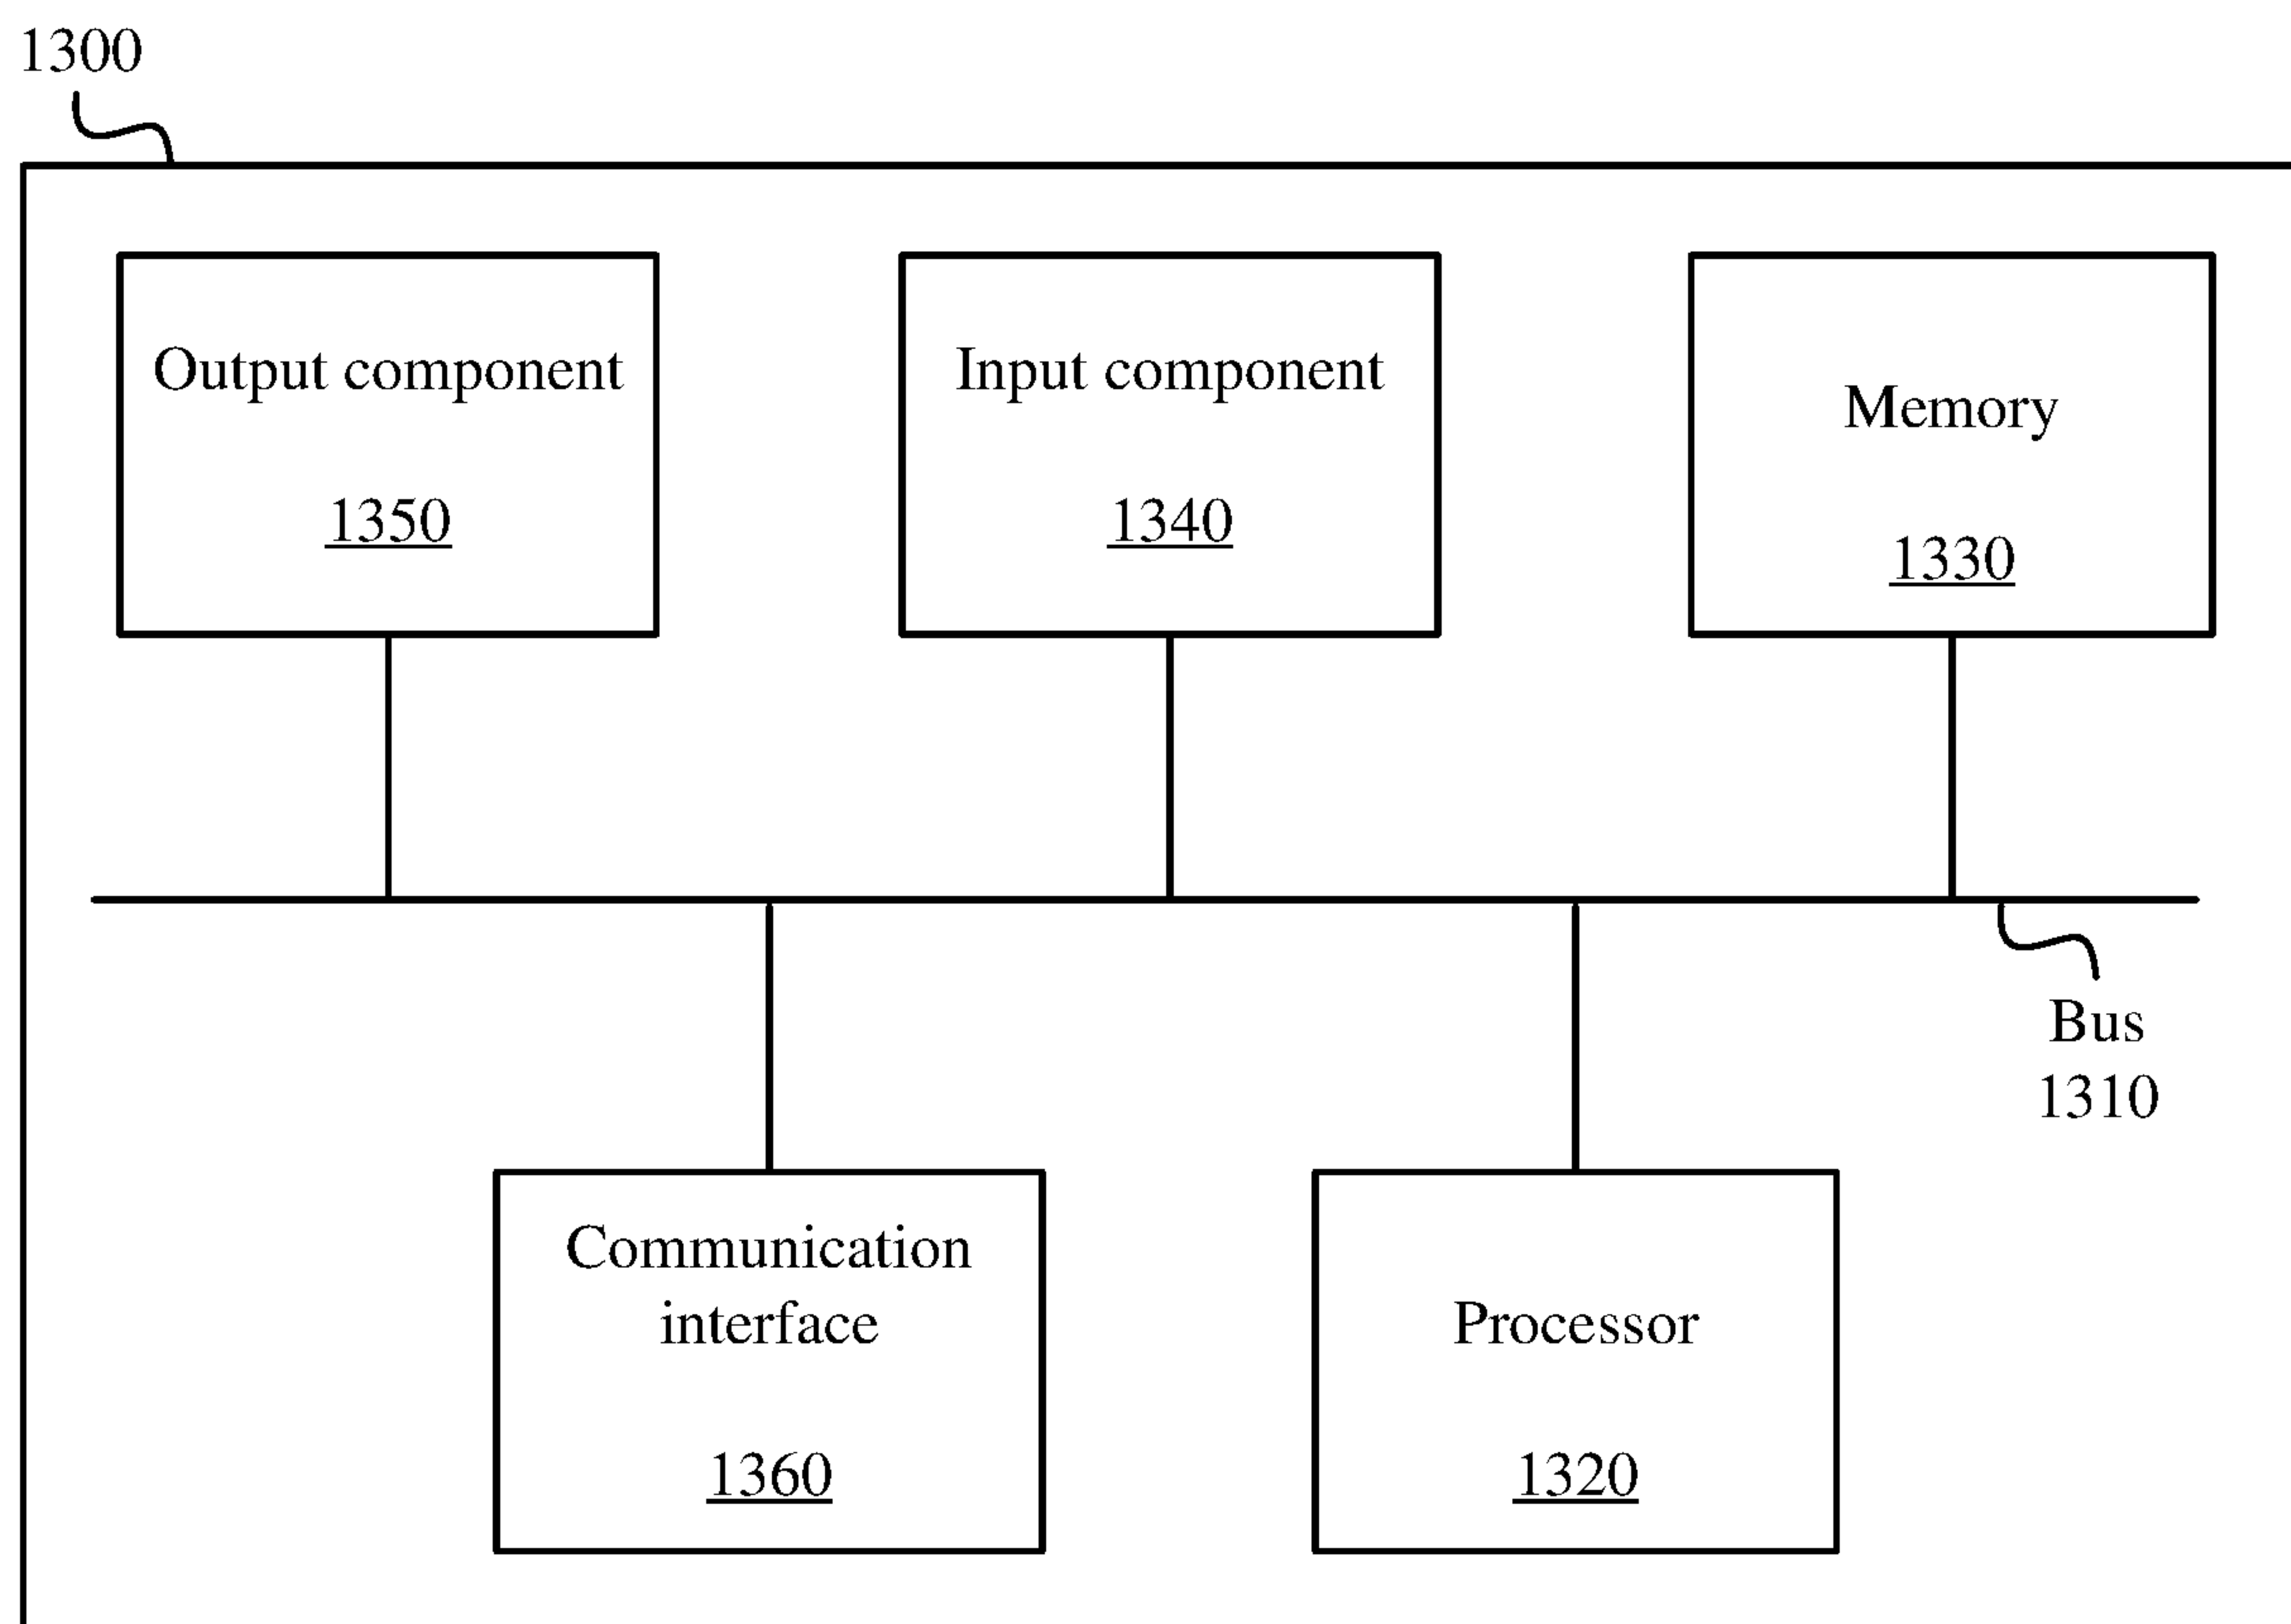 1300
Output component
1350
Input component
1340
Memory
1330
Bus
1310
Communication
interface
1360
Processor
1320